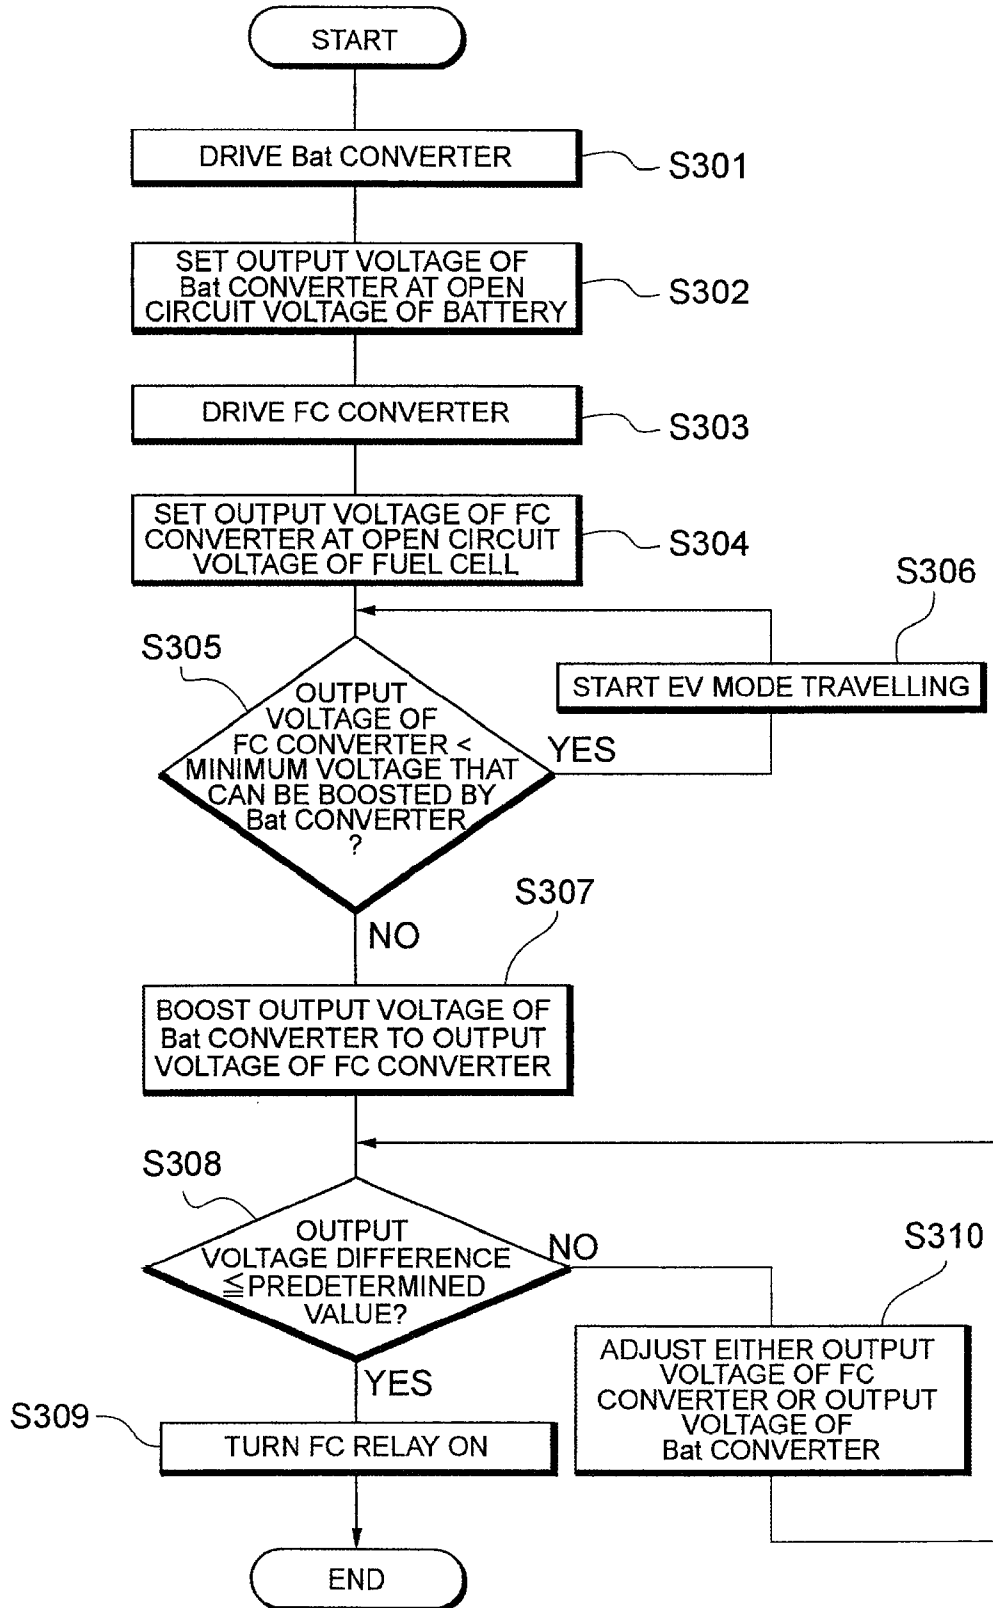 START
DRIVE Bat CONVERTER
S301
SET OUTPUT VOLTAGE OF
Bat CONVERTER AT OPEN
CIRCUIT VOLTAGE OF BATTERY
S302
DRIVE FC CONVERTER
S303
SET OUTPUT VOLTAGE OF FC
CONVERTER AT OPEN CIRCUIT
VOLTAGE OF FUEL CELL
S304
S305
OUTPUT
VOLTAGE OF
FC CONVERTER <
MINIMUM VOLTAGE THAT
CAN BE BOOSTED BY
Bat CONVERTER
?
YES
S306
START EV MODE TRAVELLING
NO
S307
BOOST OUTPUT VOLTAGE OF
Bat CONVERTER TO OUTPUT
VOLTAGE OF FC CONVERTER
S308
OUTPUT
VOLTAGE DIFFERENCE
≦PREDETERMINED
VALUE?
NO
S310
ADJUST EITHER OUTPUT
VOLTAGE OF FC
CONVERTER OR OUTPUT
VOLTAGE OF
Bat CONVERTER
YES
S309
TURN FC RELAY ON
END